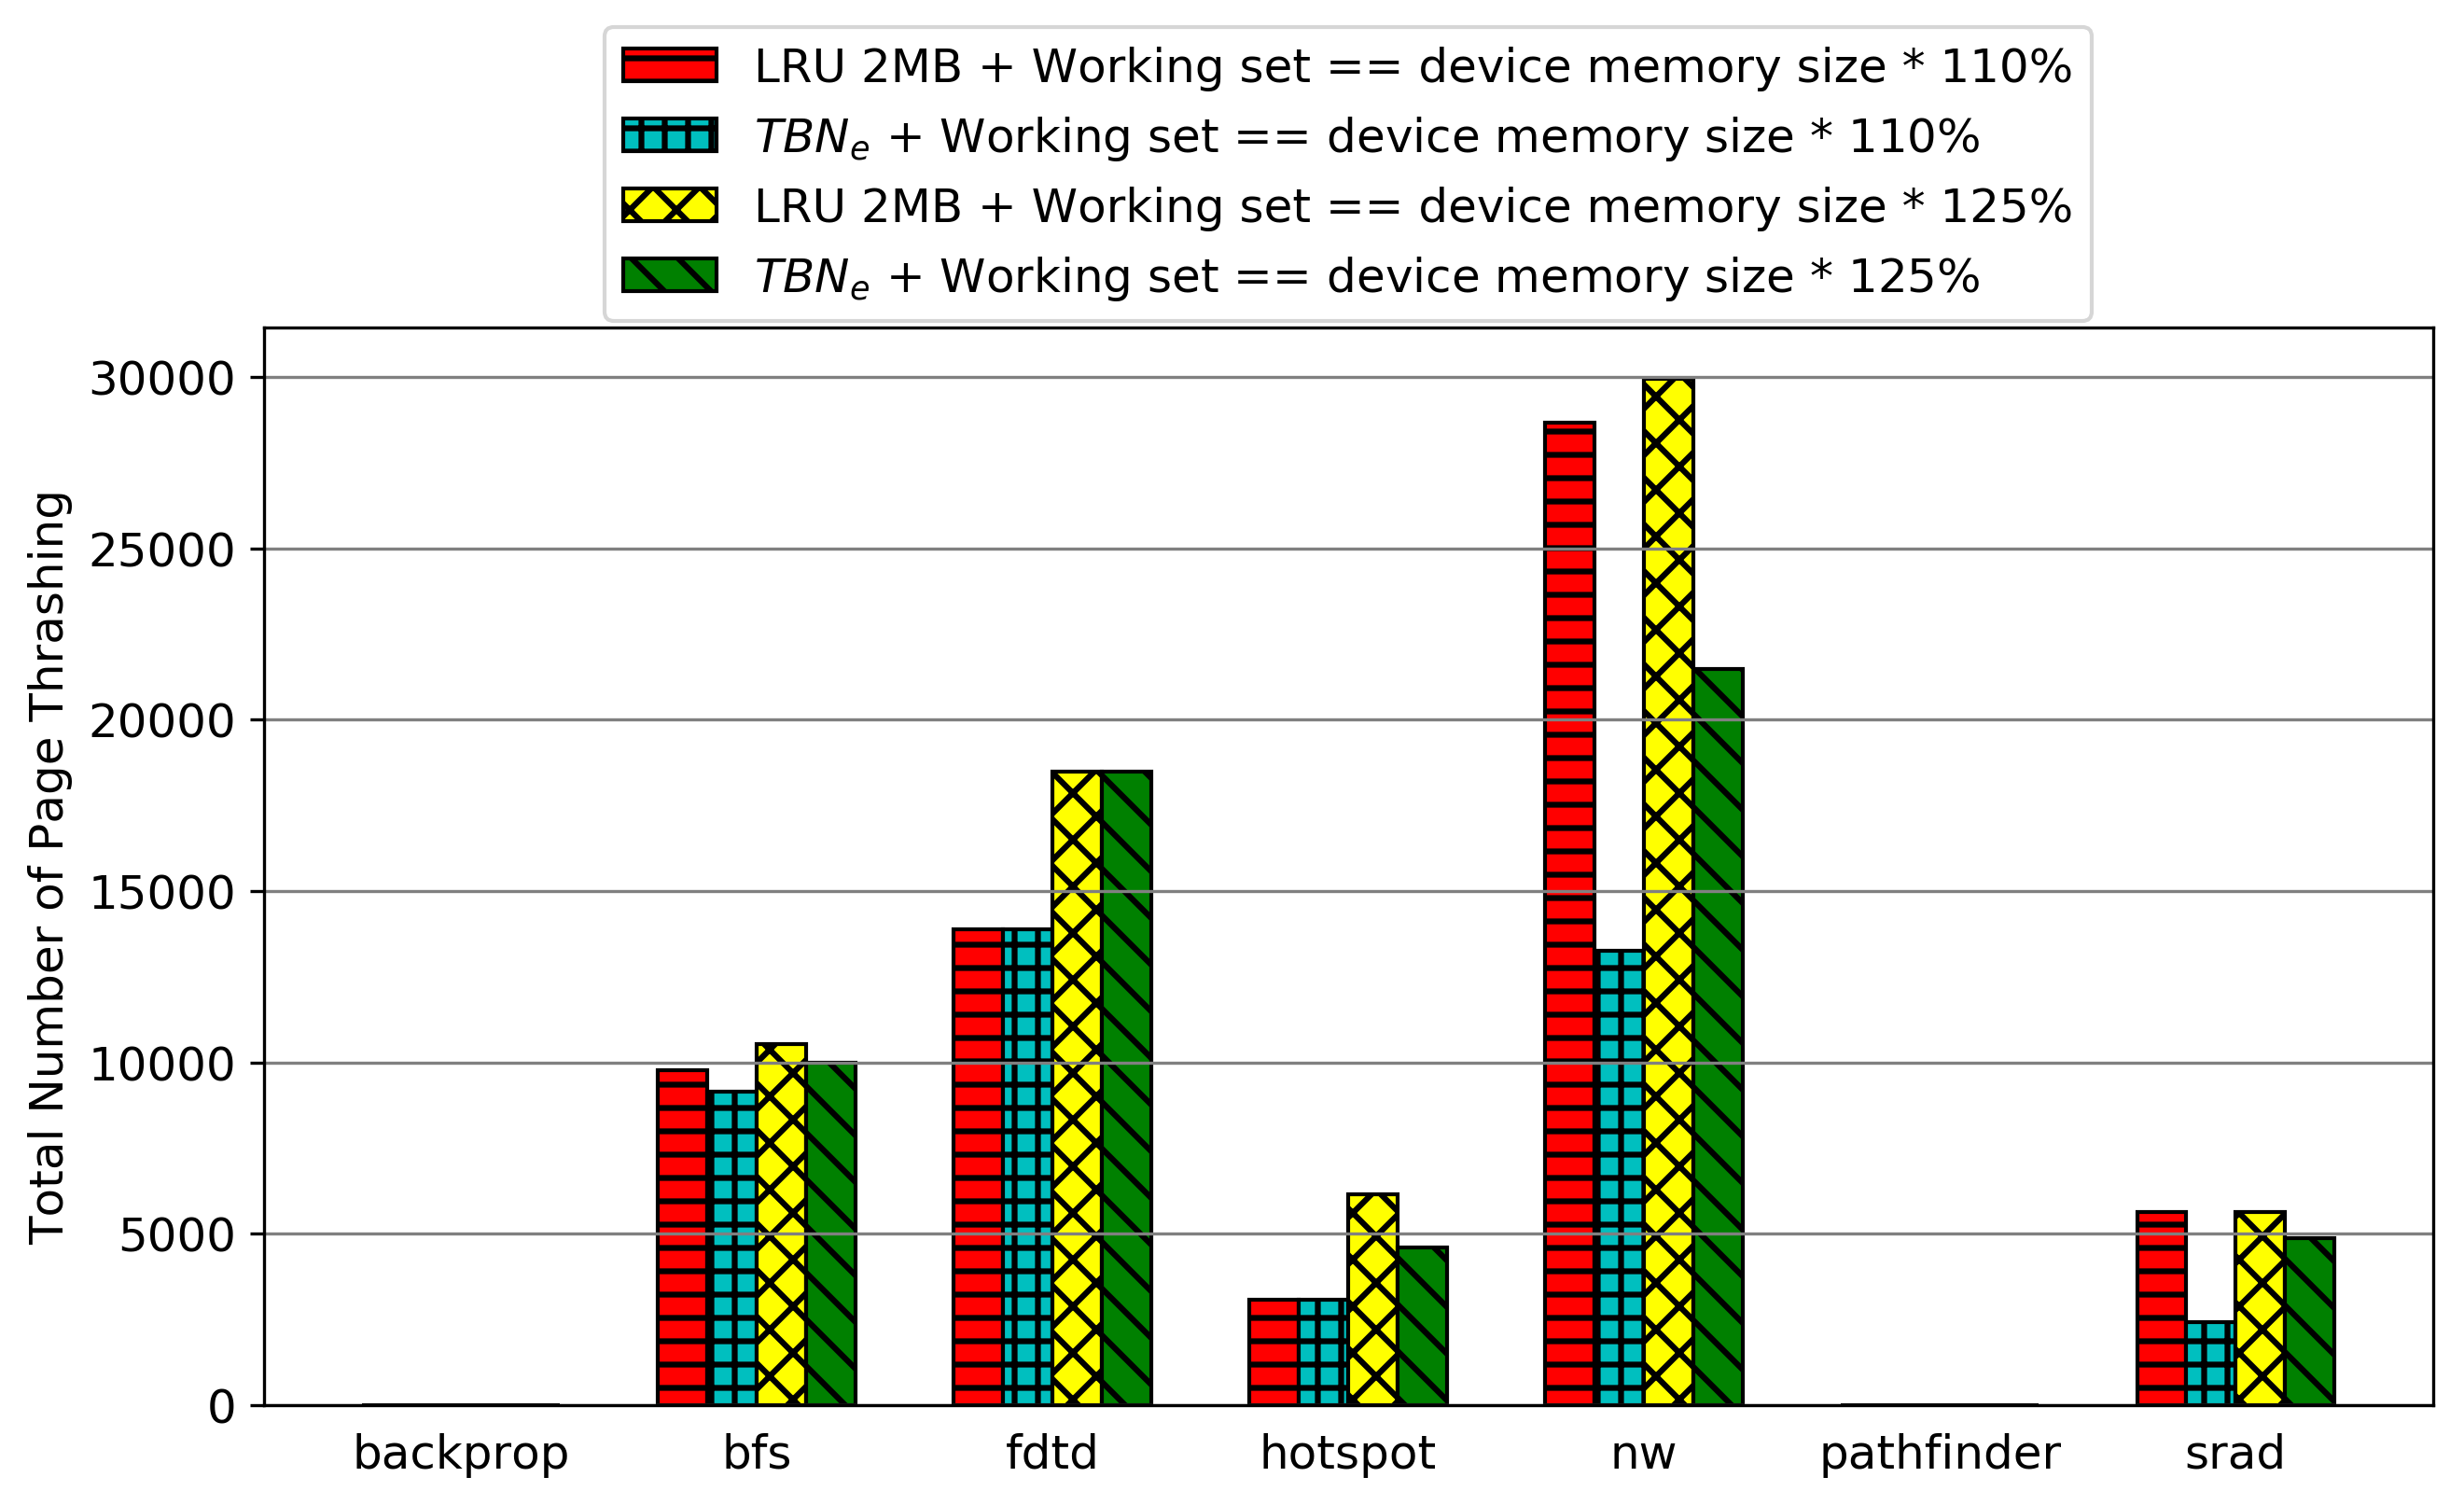 LRU 2MB + Working set == device memory size * 110%
TBNe + Working set == device memory size * 110%
LRU 2MB + Working set == device memory size * 125%
TBNe + Working set == device memory size * 125%
Total Number of Page Thrashing
30000
25000
20000
15000
10000
5000
0
backprop bfs fdtd hotspot nw pathfinder srad